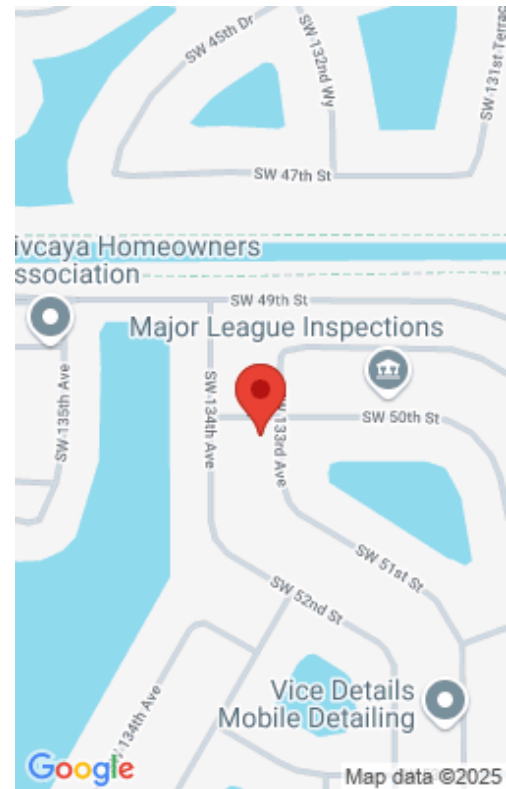 SW 45th Dr
SW 132nd Wy
SW 131st Terrac
SW 47th St
ivcaya Homeowners
ssociation
SW 49th St
Major League Inspections
SW 135th Ave
SW 134th Ave
SW 133rd Ave
SW 50th St
SW 51st St
SW 52nd St
SW 134th Ave
Vice Details
Mobile Detailing
Google
Map data ©2025